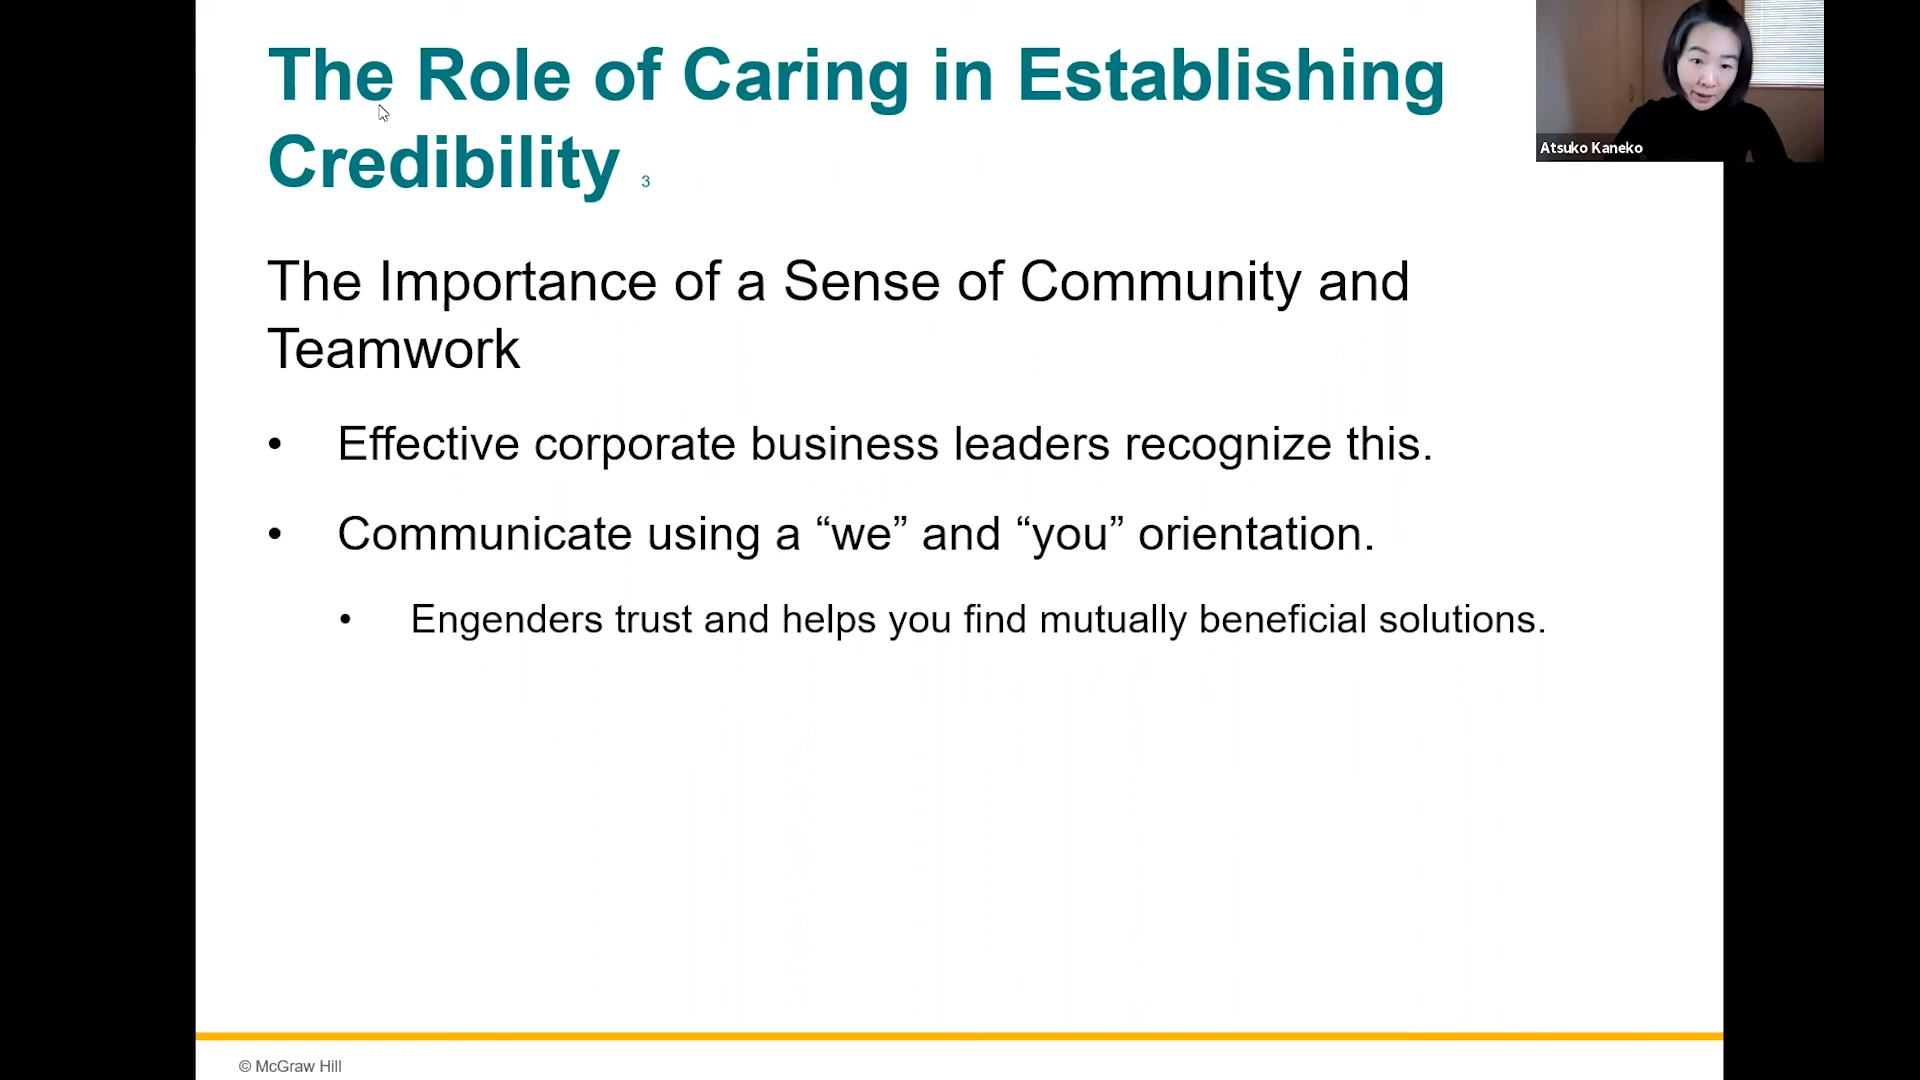 The Role of Caring in Establishing
Credibility 3
Atsuko Kaneko
The Importance of a Sense of Community and
Teamwork
• Effective corporate business leaders recognize this.
• Communicate using a “we” and “you” orientation.
• Engenders trust and helps you find mutually beneficial solutions.
© McGraw Hill